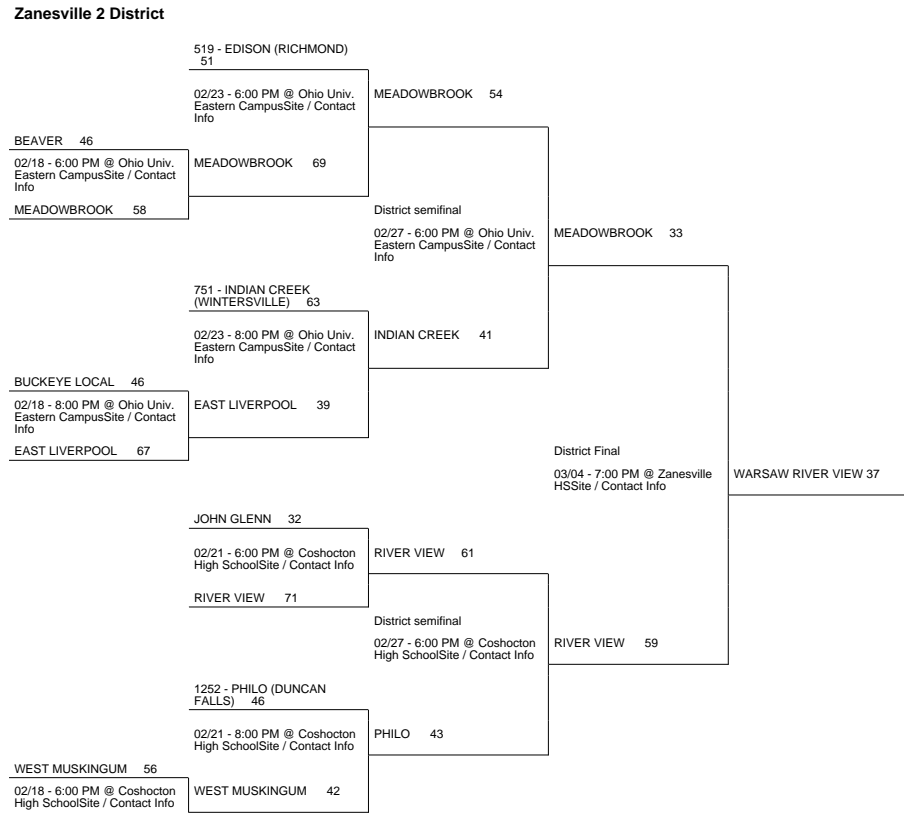 Zanesville 2 District
519 - EDISON (RICHMOND)
51
02/23 - 6:00 PM @ Ohio Univ.
Eastern CampusSite / Contact
Info
MEADOWBROOK 54
BEAVER 46
02/18 - 6:00 PM @ Ohio Univ.
Eastern CampusSite / Contact
Info
MEADOWBROOK 69
MEADOWBROOK 58
District semifinal
02/27 - 6:00 PM @ Ohio Univ.
Eastern CampusSite / Contact
Info
MEADOWBROOK 33
751 - INDIAN CREEK
(WINTERSVILLE) 63
02/23 - 8:00 PM @ Ohio Univ.
Eastern CampusSite / Contact
Info
INDIAN CREEK 41
BUCKEYE LOCAL 46
02/18 - 8:00 PM @ Ohio Univ.
Eastern CampusSite / Contact
Info
EAST LIVERPOOL 39
EAST LIVERPOOL 67
District Final
03/04 - 7:00 PM @ Zanesville
HSSite / Contact Info
WARSAW RIVER VIEW 37
JOHN GLENN 32
02/21 - 6:00 PM @ Coshocton
High SchoolSite / Contact Info
RIVER VIEW 61
RIVER VIEW 71
District semifinal
02/27 - 6:00 PM @ Coshocton
High SchoolSite / Contact Info
RIVER VIEW 59
1252 - PHILO (DUNCAN
FALLS) 46
02/21 - 8:00 PM @ Coshocton
High SchoolSite / Contact Info
PHILO 43
WEST MUSKINGUM 56
02/18 - 6:00 PM @ Coshocton
High SchoolSite / Contact Info
WEST MUSKINGUM 42